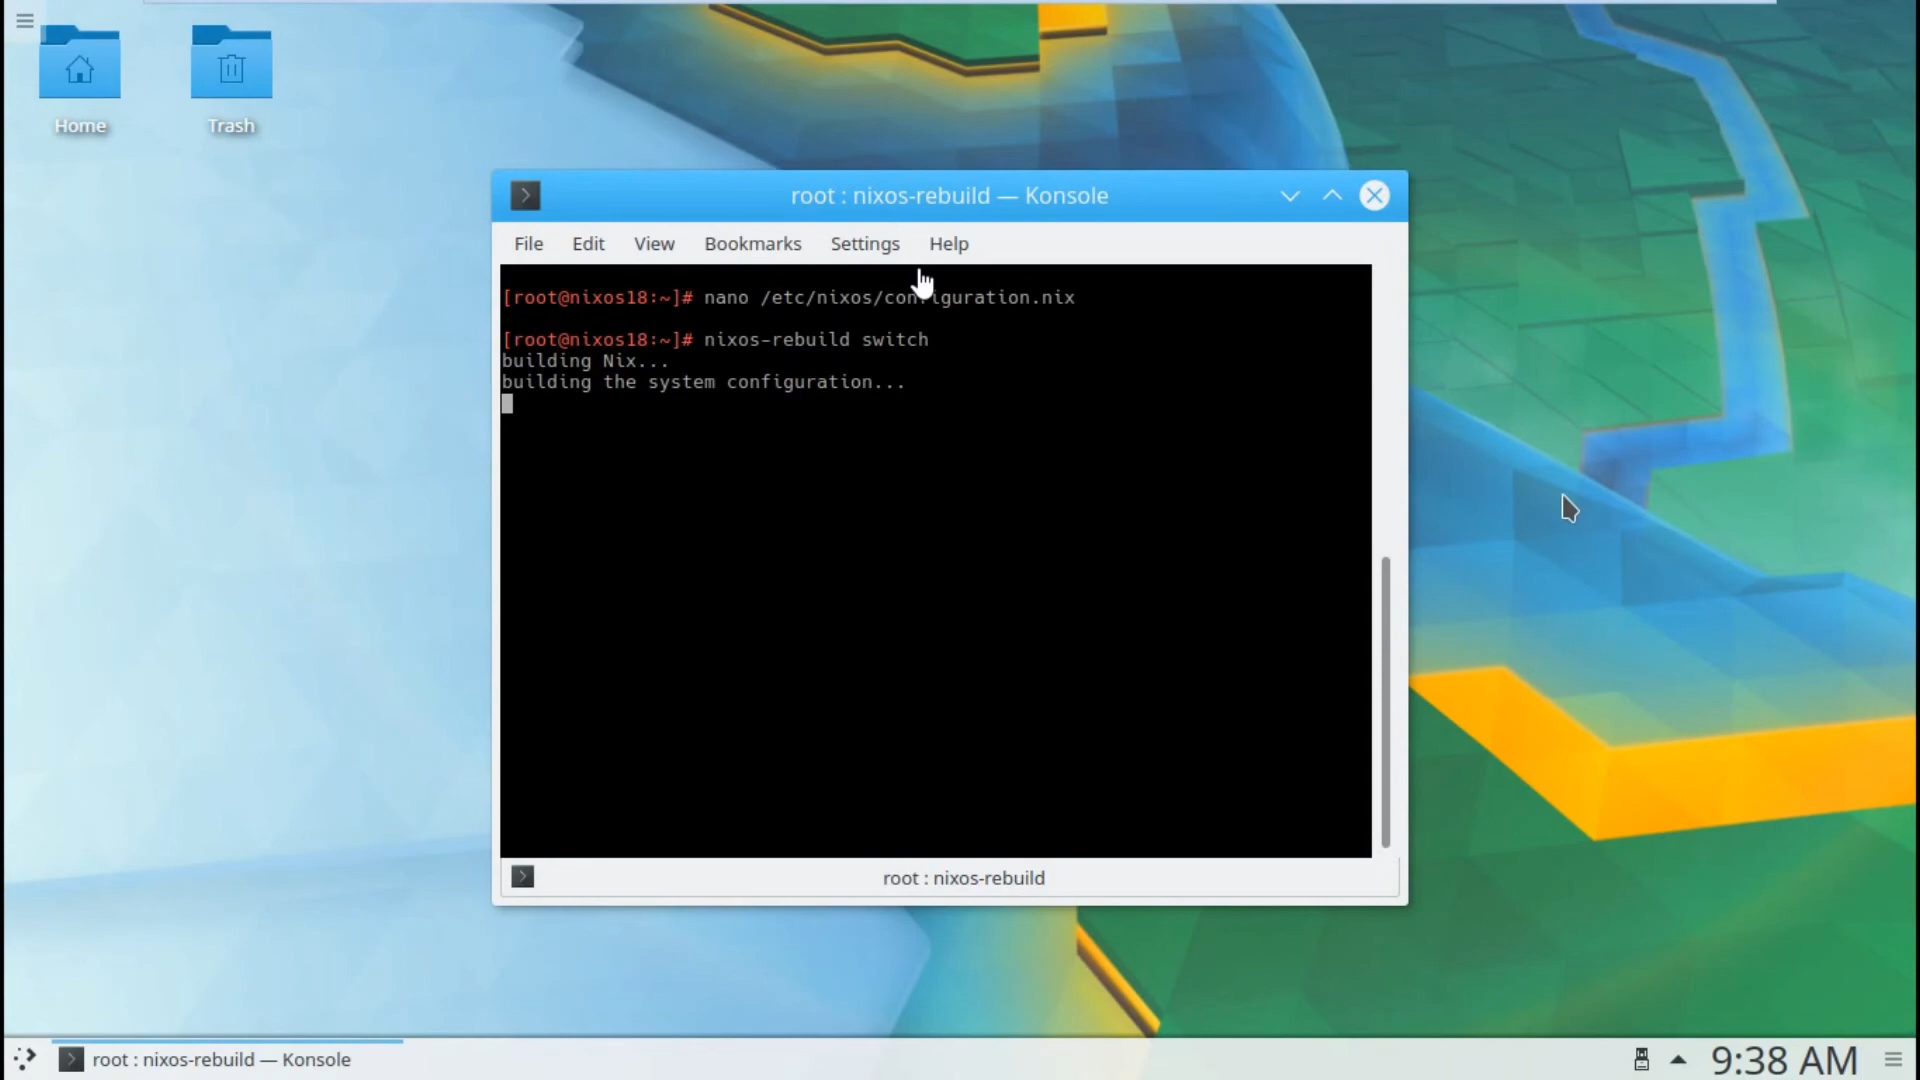 Home
Trash
root : nixos-rebuild — Konsole
File Edit View Bookmarks Settings Help
[root@nixos18:~]# nano /etc/nixos/configuration.nix
[root@nixos18:~]# nixos-rebuild switch
building Nix...
building the system configuration...
root : nixos-rebuild
root : nixos-rebuild — Konsole
9:38 AM